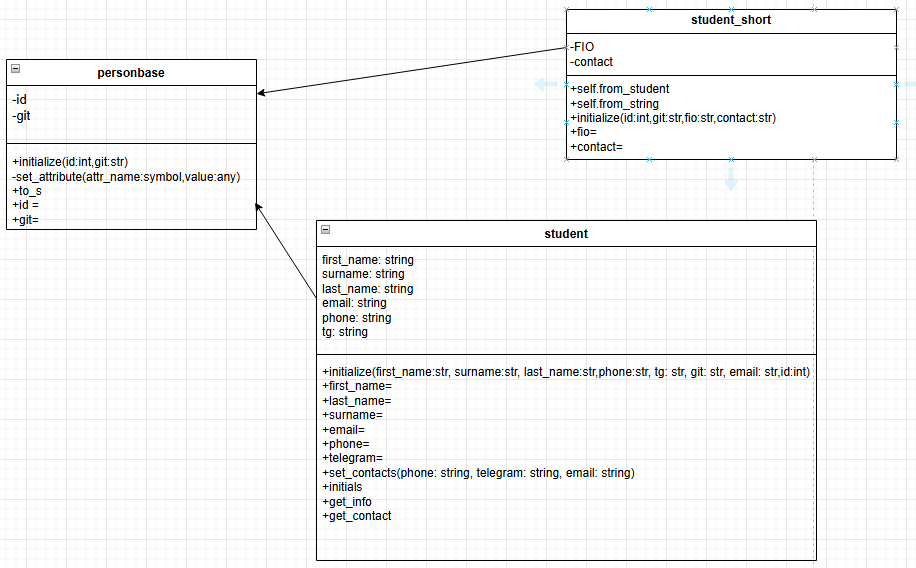 personbase
-id
-git
+initialize(id:int,git:str)
-set_attribute(attr_name:symbol,value:any)
+to_s
+id =
+git=
student_short
-FIO
-contact
+self.from_student
+self.from_string
+initialize(id:int,git:str,fio:str,contact:str)
+fio=
+contact=
student
first_name: string
surname: string
last_name: string
email: string
phone: string
tg: string
+initialize(first_name:str, surname:str, last_name:str,phone:str, tg: str, git: str, email: str,id:int)
+first_name=
+last_name=
+surname=
+email=
+phone=
+telegram=
+set_contacts(phone: string, telegram: string, email: string)
+initials
+get_info
+get_contact